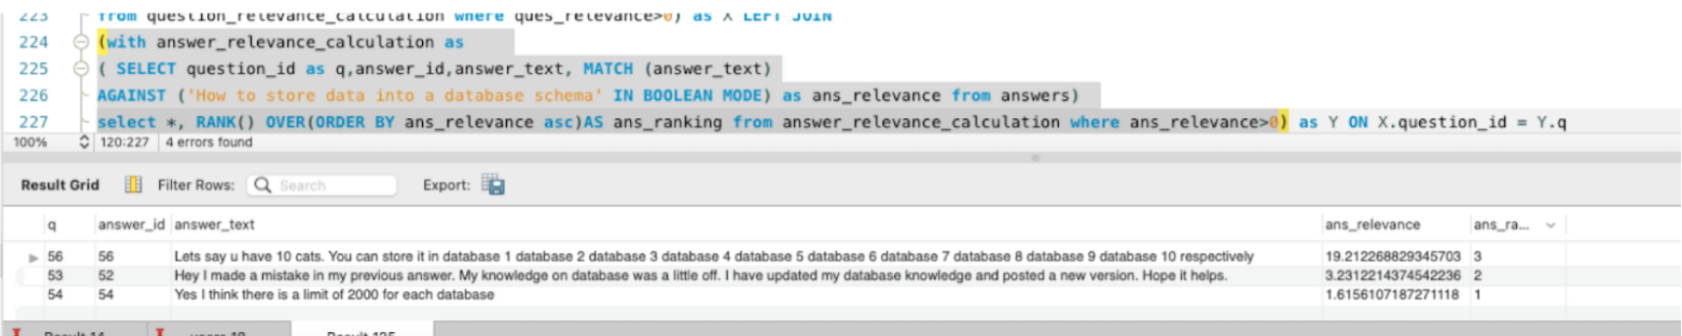 223 from question_relevance_calculation where ques_relevance>0) as X LEFT JOIN
224 (with answer_relevance_calculation as
225 ( SELECT question_id as q,answer_id,answer_text, MATCH (answer_text)
226 AGAINST ('How to store data into a database schema' IN BOOLEAN MODE) as ans_relevance from answers)
227 select *, RANK() OVER(ORDER BY ans_relevance asc)AS ans_ranking from answer_relevance_calculation where ans_relevance>0) as Y ON X.question_id = Y.q
100% 120:227 4 errors found
Result Grid Filter Rows: Search Export:
q answer_id answer_text ans_relevance ans_ra...
56 56 Lets say u have 10 cats. You can store it in database 1 database 2 database 3 database 4 database 5 database 6 database 7 database 8 database 9 database 10 respectively 19.212268829345703 3
53 52 Hey I made a mistake in my previous answer. My knowledge on database was a little off. I have updated my database knowledge and posted a new version. Hope it helps. 3.2312214374542236 2
54 54 Yes I think there is a limit of 2000 for each database 1.6156107187271118 1
Result 14